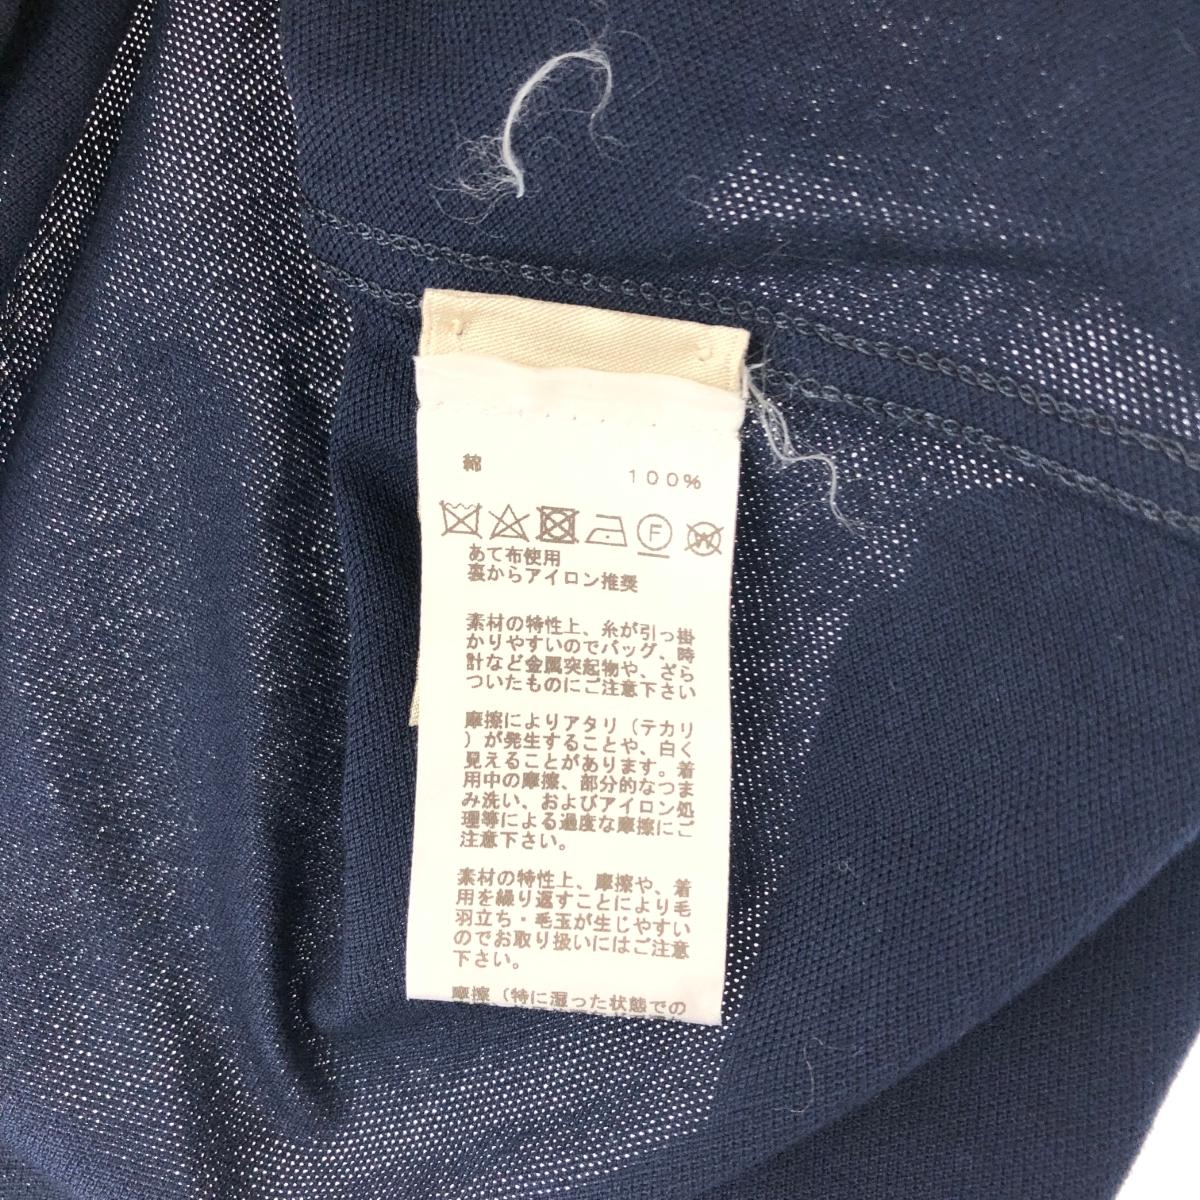 綿 100%
F W
あて布使用
裏からアイロン推奨
素材の特性上、糸が引っ掛
かりやすいのでバッグ、時
計など金属突起物や、ざら
ついたものにご注意下さい
摩擦によりアタリ（テカリ
）が発生することや、白く
見えることがあります。着
用中の摩擦、部分的なつま
み洗い、およびアイロン処
理等による過度な摩擦にご
注意下さい。
素材の特性上、摩擦や、着
用を繰り返すことにより毛
羽立ち・毛玉が生じやすい
のでお取り扱いにはご注意
下さい。
摩擦（特に湿った状態での